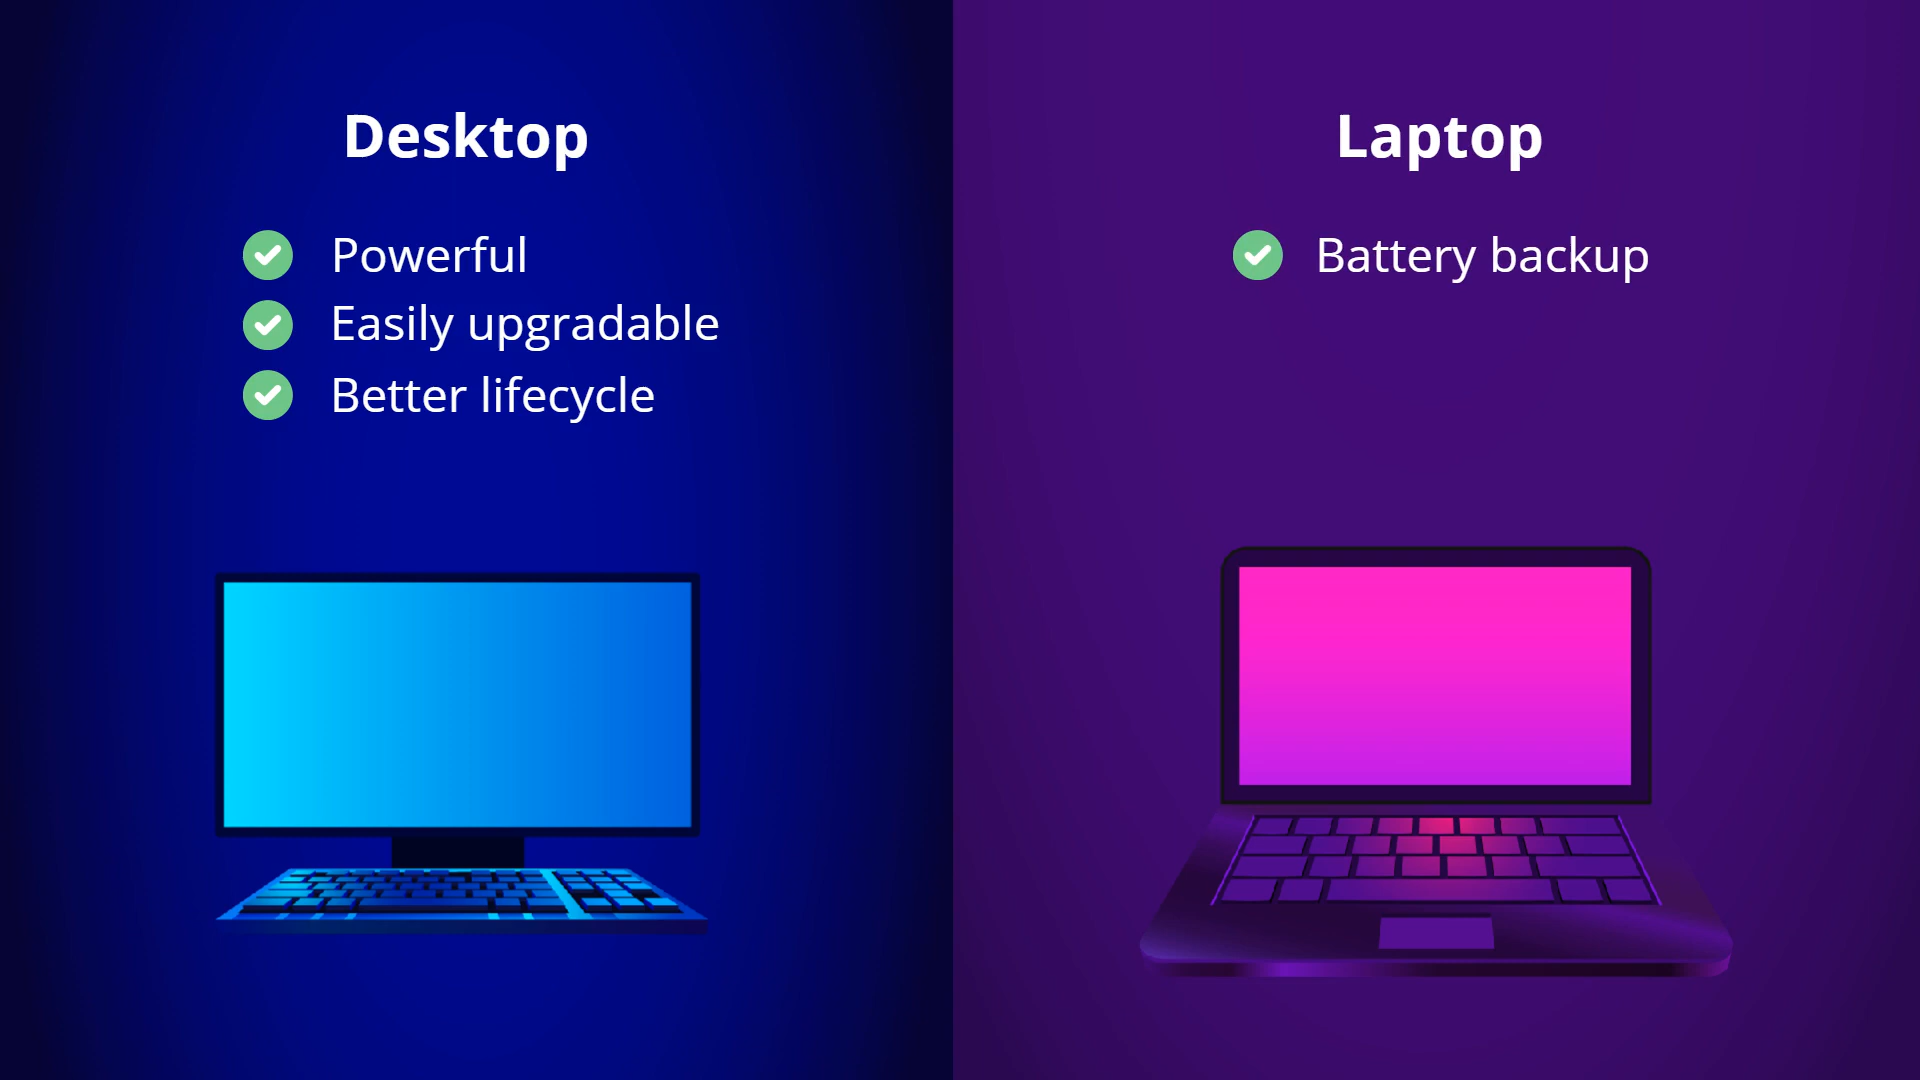 Desktop
Powerful
Easily upgradable
Better lifecycle
Laptop
Battery backup